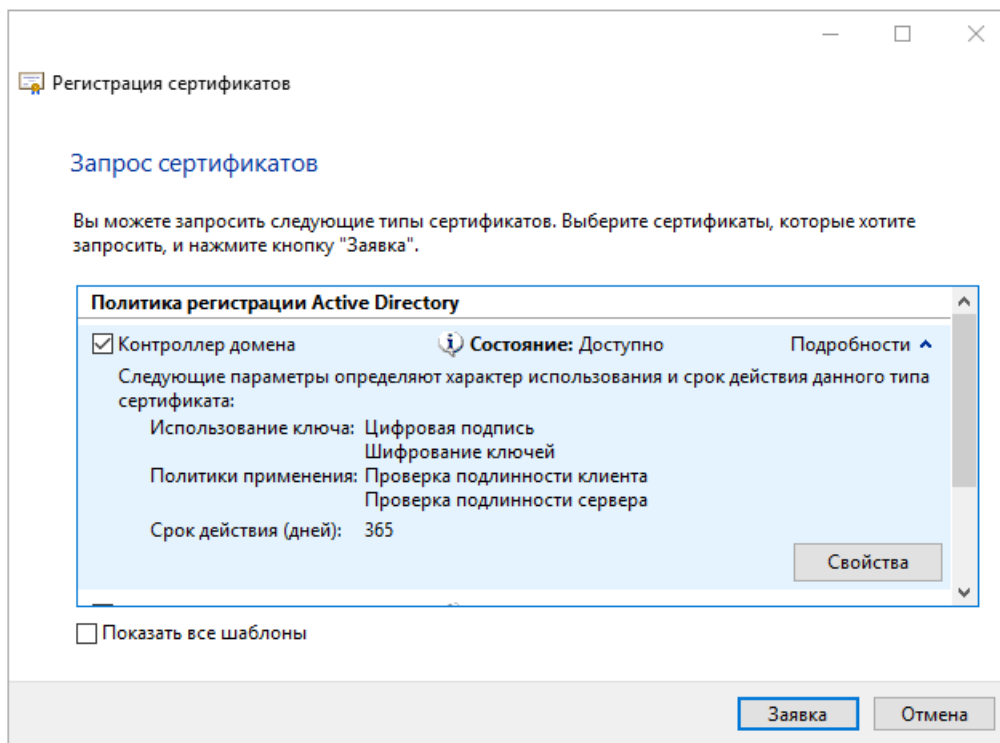 Регистрация сертификатов
Запрос сертификатов
Вы можете запросить следующие типы сертификатов. Выберите сертификаты, которые хотите
запросить, и нажмите кнопку "Заявка".
Политика регистрации Active Directory
Контроллер домена Состояние: Доступно Подробности
Следующие параметры определяют характер использования и срок действия данного типа
сертификата:
Использование ключа: Цифровая подпись
Шифрование ключей
Политики применения: Проверка подлинности клиента
Проверка подлинности сервера
Срок действия (дней): 365
Свойства
Показать все шаблоны
Заявка Отмена